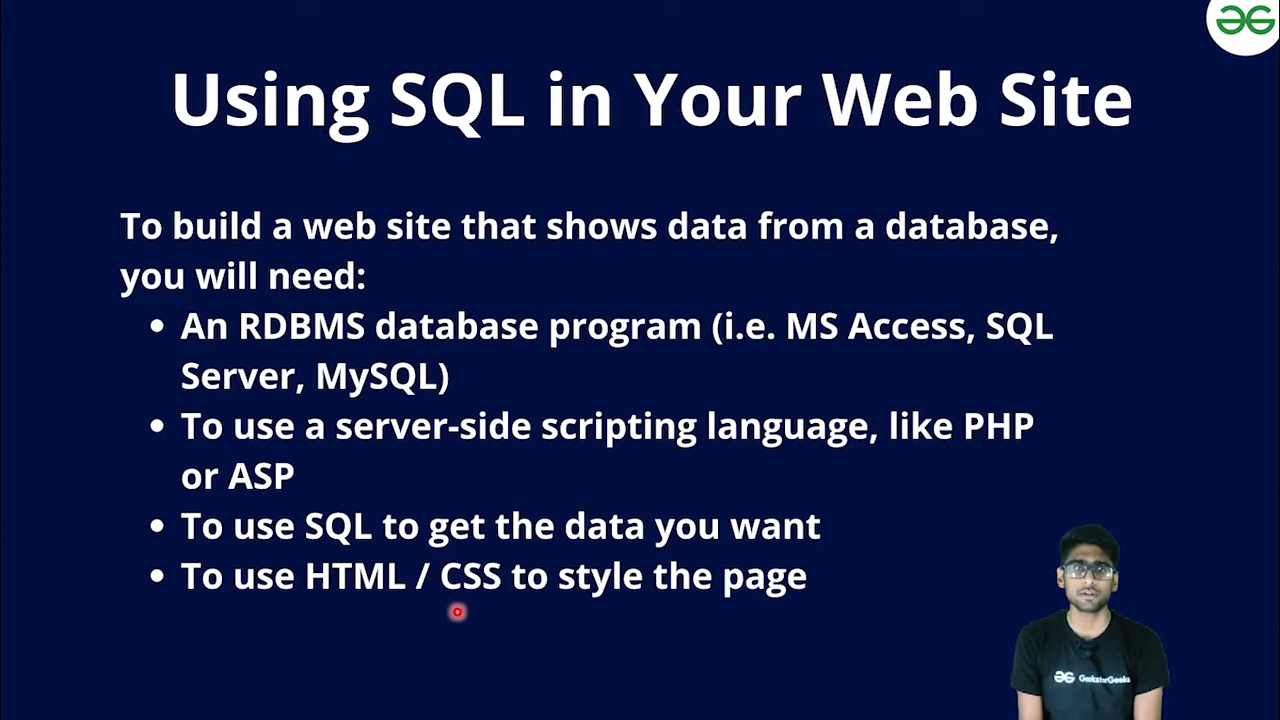 Using SQL in Your Web Site
To build a web site that shows data from a database,
you will need:
• An RDBMS database program (i.e. MS Access, SQL
Server, MySQL)
• To use a server-side scripting language, like PHP
or ASP
• To use SQL to get the data you want
• To use HTML / CSS to style the page
GeeksforGeeks